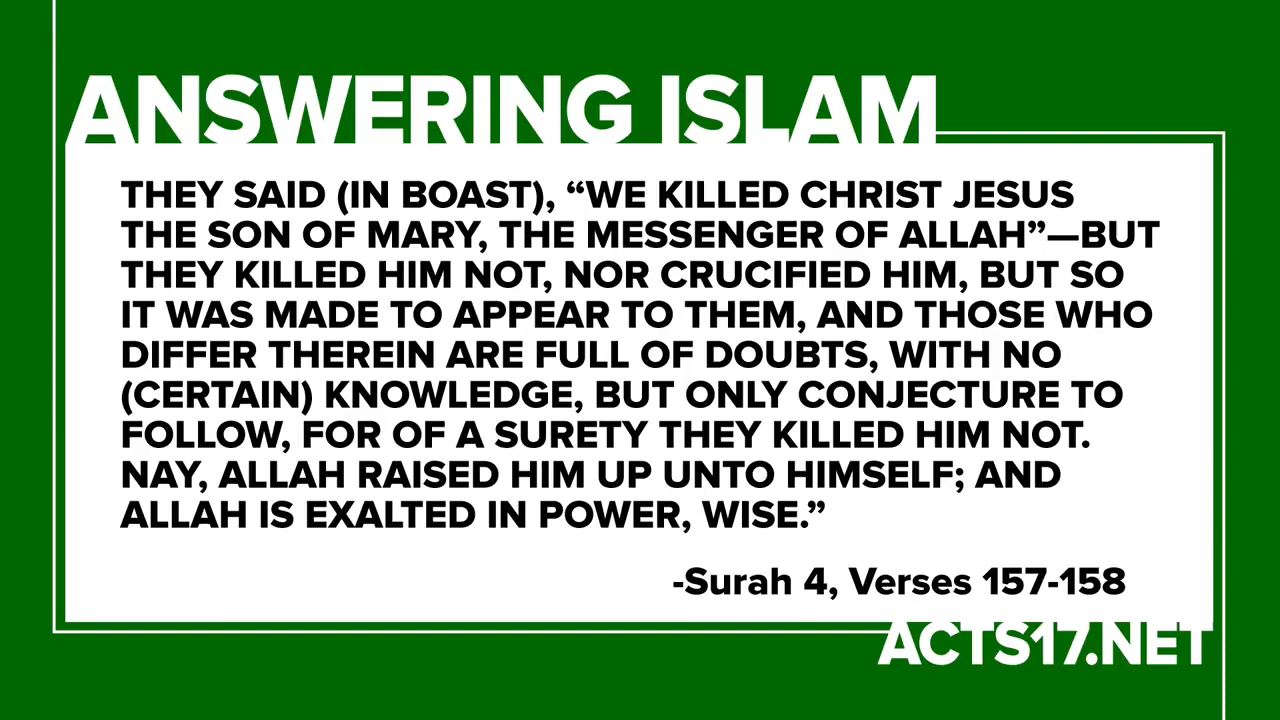 ANSWERING ISLAM
THEY SAID (IN BOAST), “WE KILLED CHRIST JESUS
THE SON OF MARY, THE MESSENGER OF ALLAH”—BUT
THEY KILLED HIM NOT, NOR CRUCIFIED HIM, BUT SO
IT WAS MADE TO APPEAR TO THEM, AND THOSE WHO
DIFFER THEREIN ARE FULL OF DOUBTS, WITH NO
(CERTAIN) KNOWLEDGE, BUT ONLY CONJECTURE TO
FOLLOW, FOR OF A SURETY THEY KILLED HIM NOT.
NAY, ALLAH RAISED HIM UP UNTO HIMSELF; AND
ALLAH IS EXALTED IN POWER, WISE.”
-Surah 4, Verses 157-158
ACTS17.NET